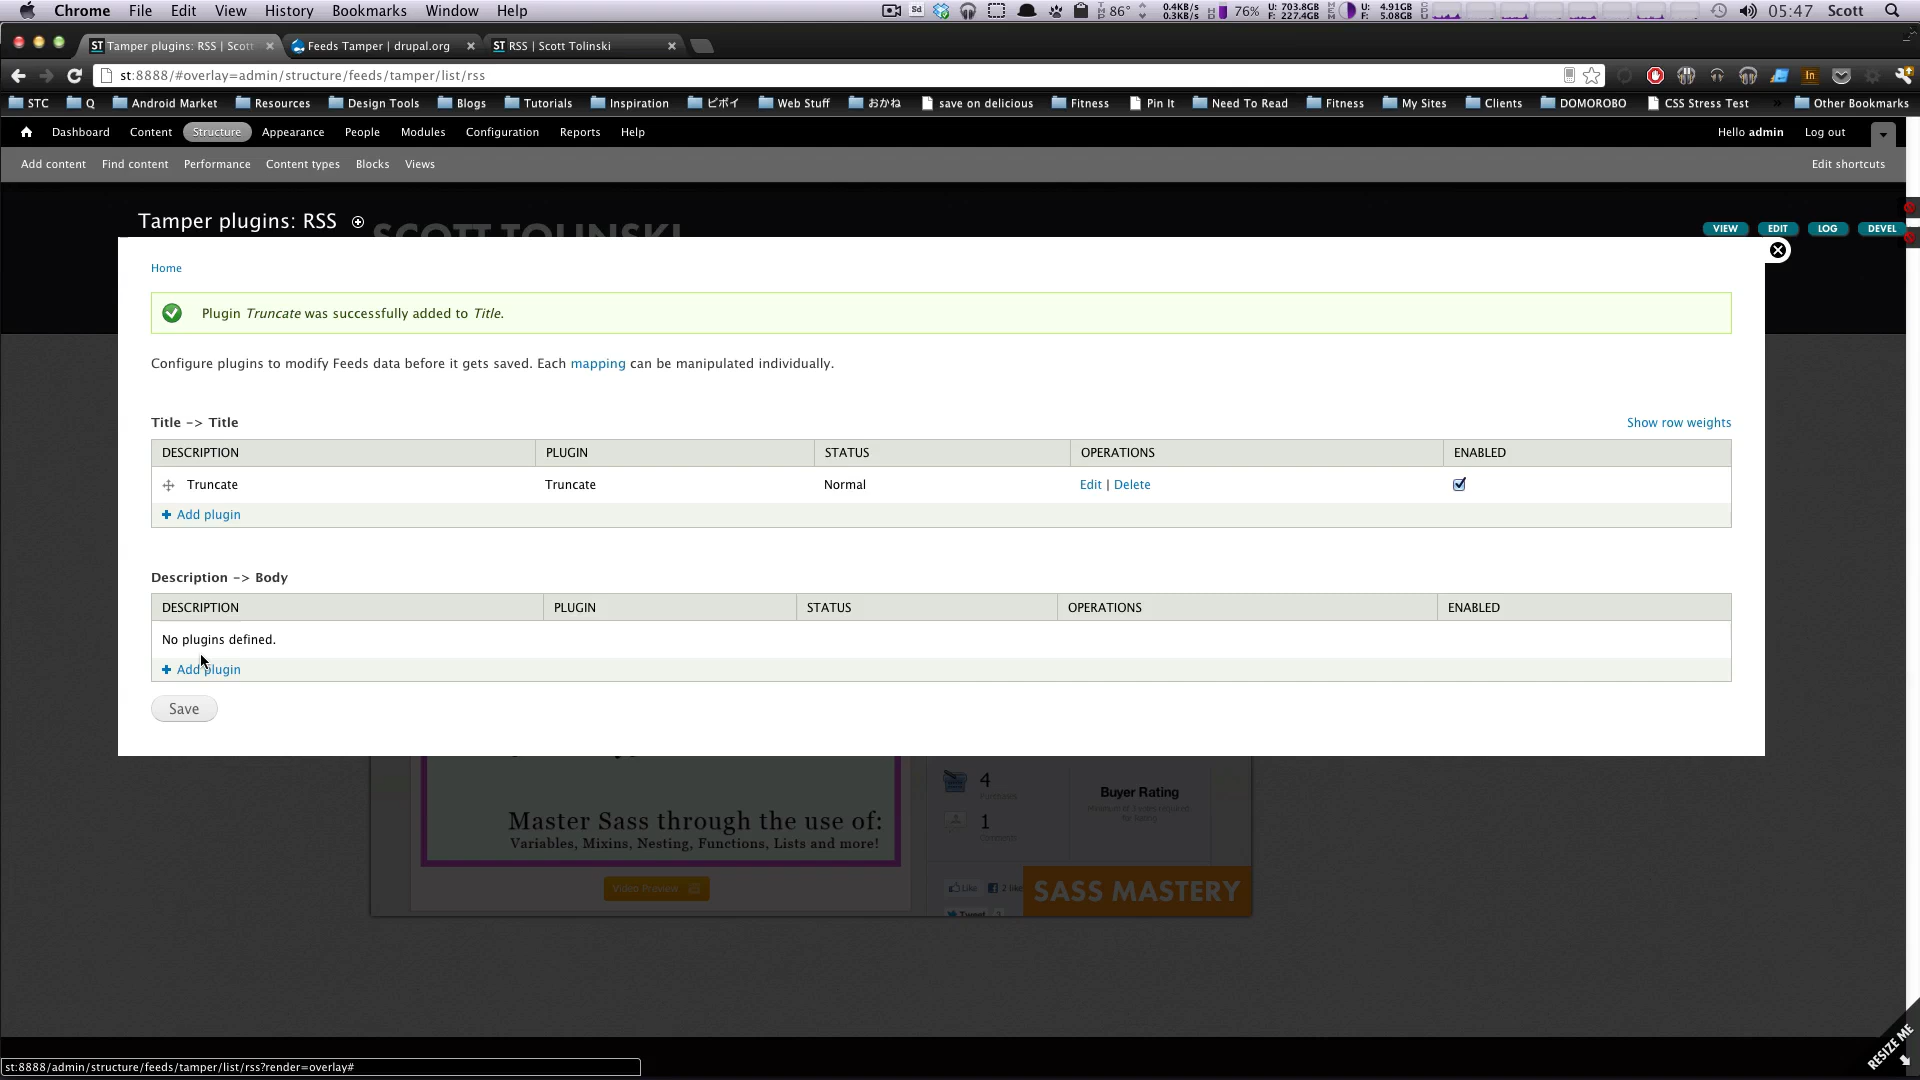 Chrome File Edit View History Bookmarks Window Help 86° 0.4KB/s 0.3KB/s 76% U: 703.8GB F: 227.4GB U: 4.91GB F: 5.08GB 05:47 Scott
Tamper plugins: RSS | Scott Feeds Tamper | drupal.org RSS | Scott Tolinski
st:8888/#overlay=admin/structure/feeds/tamper/list/rss
STC Q Android Market Resources Design Tools Blogs Tutorials Inspiration ビボイ Web Stuff おかね save on delicious Fitness Pin It Need To Read Fitness My Sites Clients DOMOROBO CSS Stress Test » Other Bookmarks
Dashboard Content Structure Appearance People Modules Configuration Reports Help Hello admin Log out
Add content Find content Performance Content types Blocks Views Edit shortcuts
Tamper plugins: RSS
SCOTT TOLINSKI
VIEW EDIT LOG DEVEL
Home
Plugin Truncate was successfully added to Title.
Configure plugins to modify Feeds data before it gets saved. Each mapping can be manipulated individually.
Title -> Title Show row weights
DESCRIPTION PLUGIN STATUS OPERATIONS ENABLED
Truncate Truncate Normal Edit | Delete
Add plugin
Description -> Body
DESCRIPTION PLUGIN STATUS OPERATIONS ENABLED
No plugins defined.
Add plugin
Save
4
Purchases
Buyer Rating
Master Sass through the use of:
1
Variables, Mixins, Nesting, Functions, Lists and more!
Video Preview
Like 2 like
SASS MASTERY
Tweet 3
RESIZE ME
st:8888/admin/structure/feeds/tamper/list/rss?render=overlay#